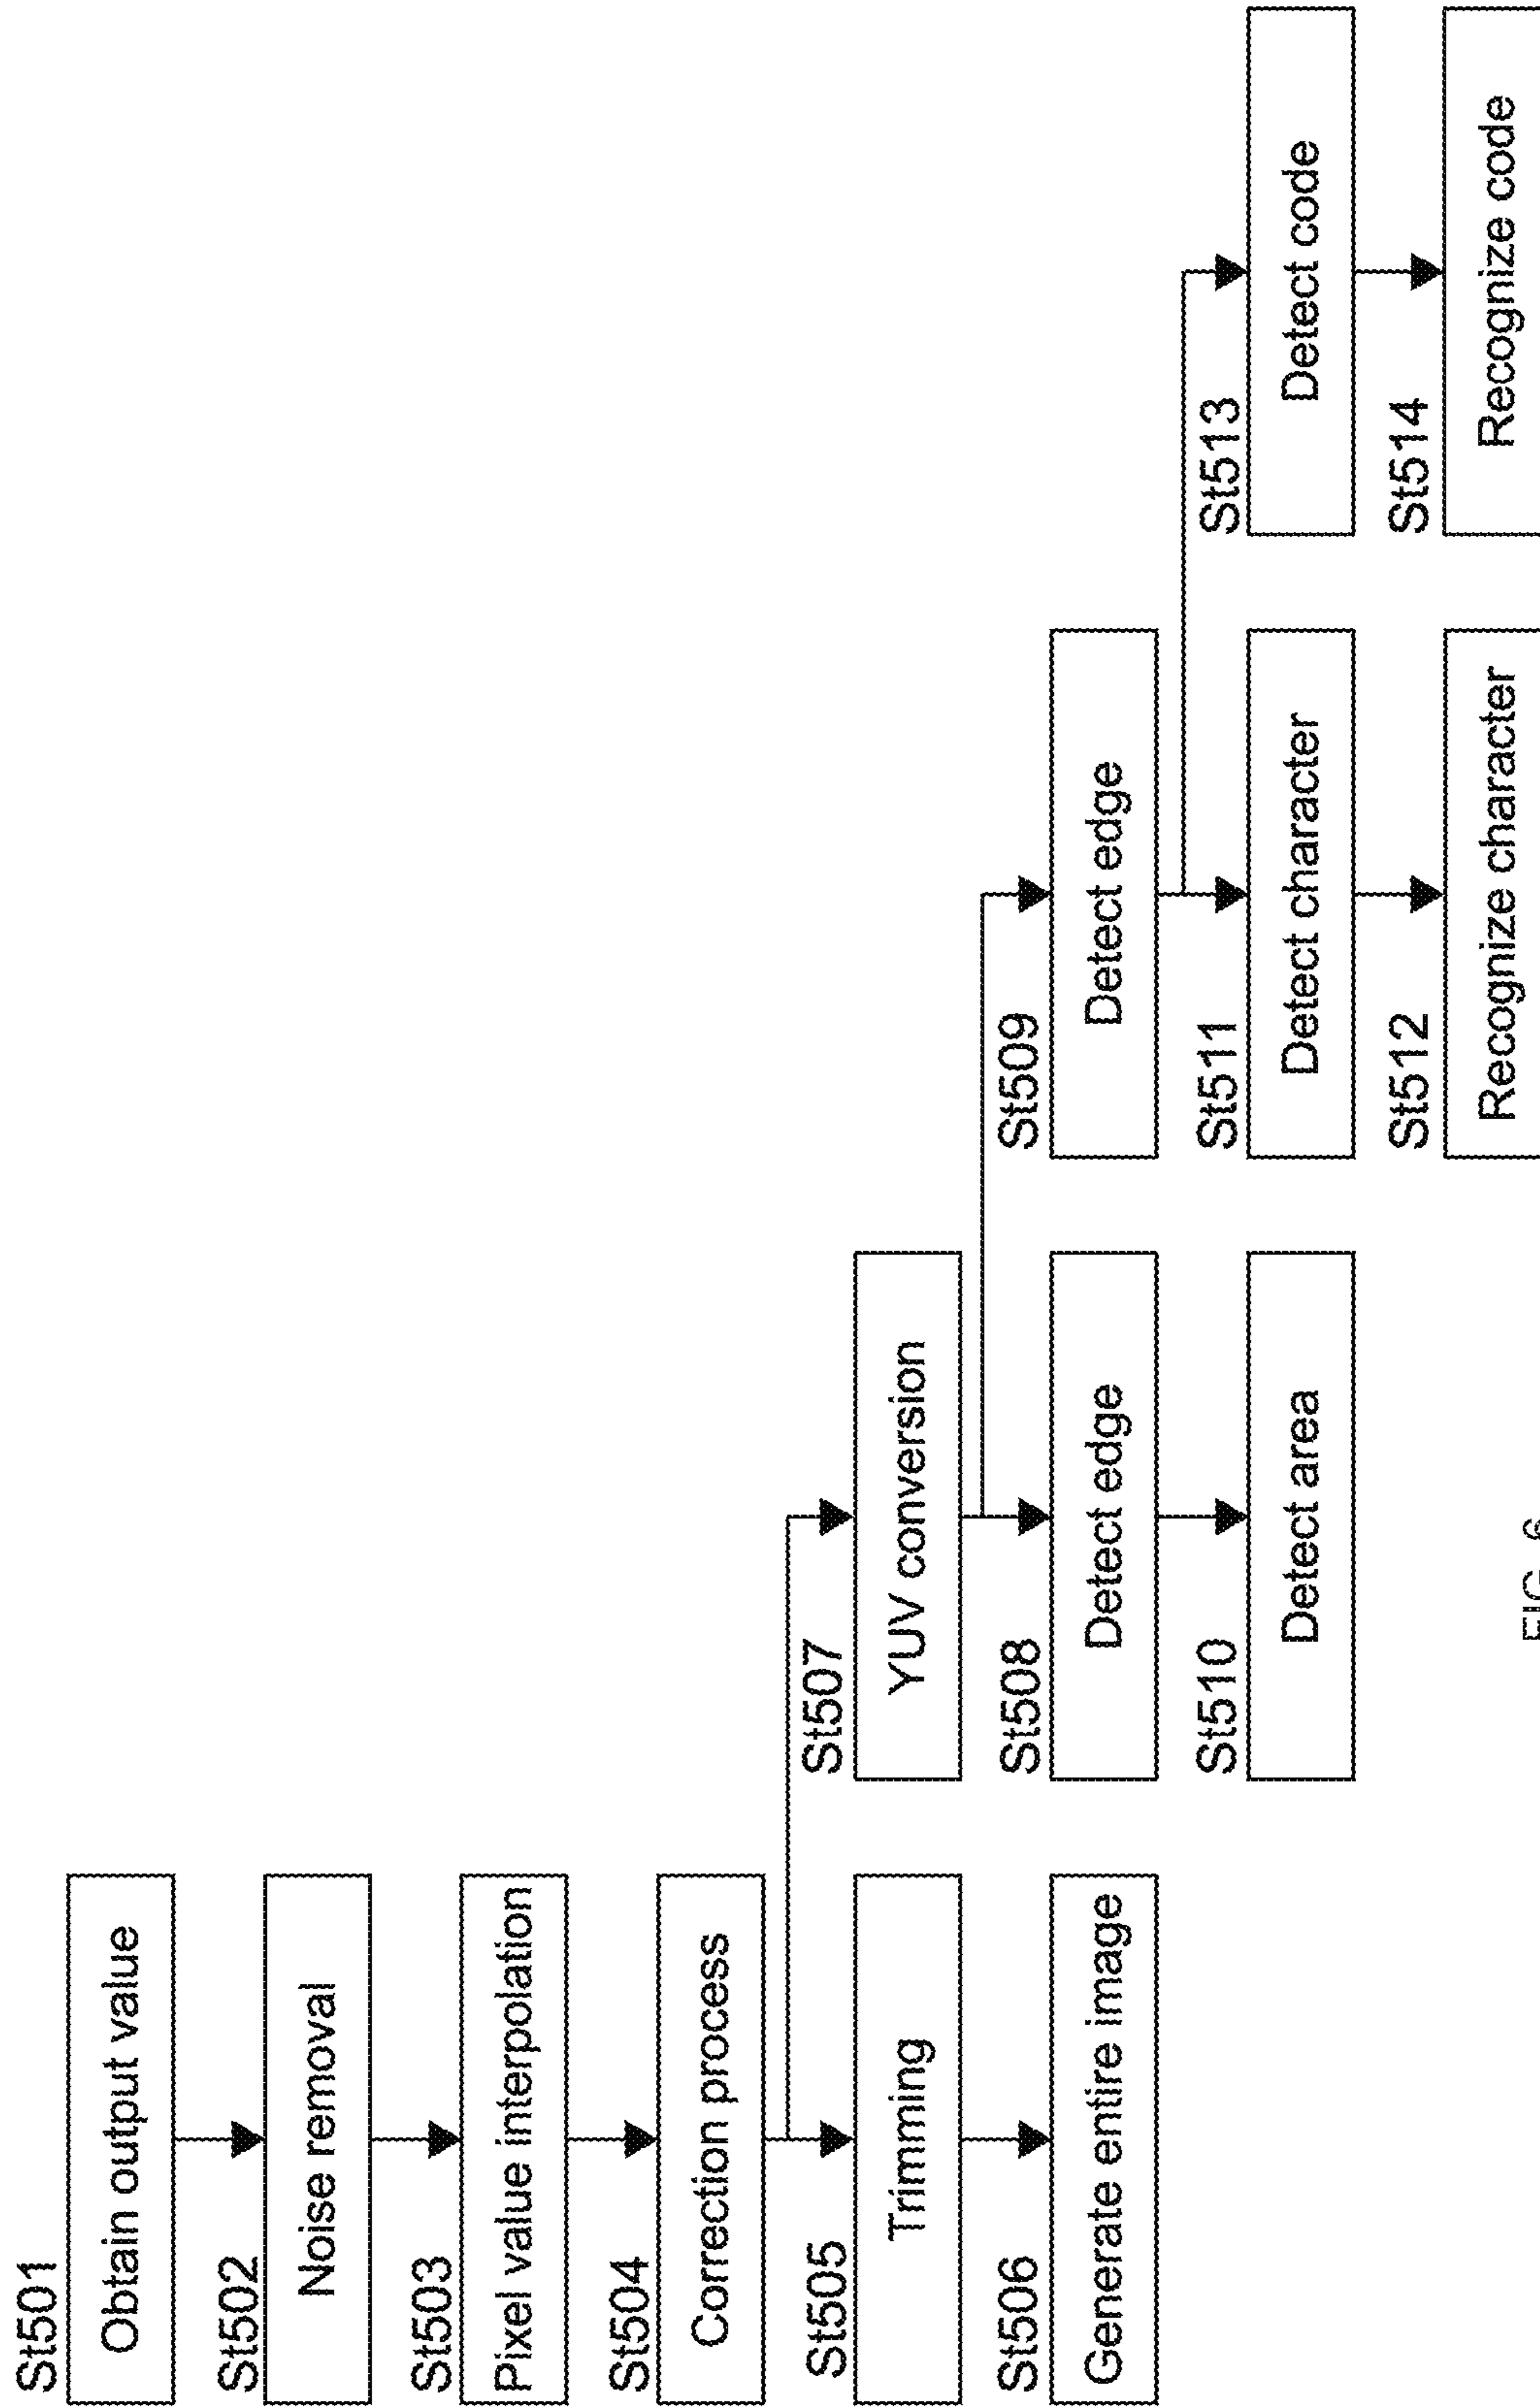 St501
Obtain output value
St502
Noise removal
St503
Pixel value interpolation
St504
Correction process
St505
Trimming
St506
Generate entire image
St507
YUV conversion
St508
Detect edge
St509
Detect edge
St510
Detect area
St511
Detect character
St512
Recognize character
St513
Detect code
St514
Recognize code